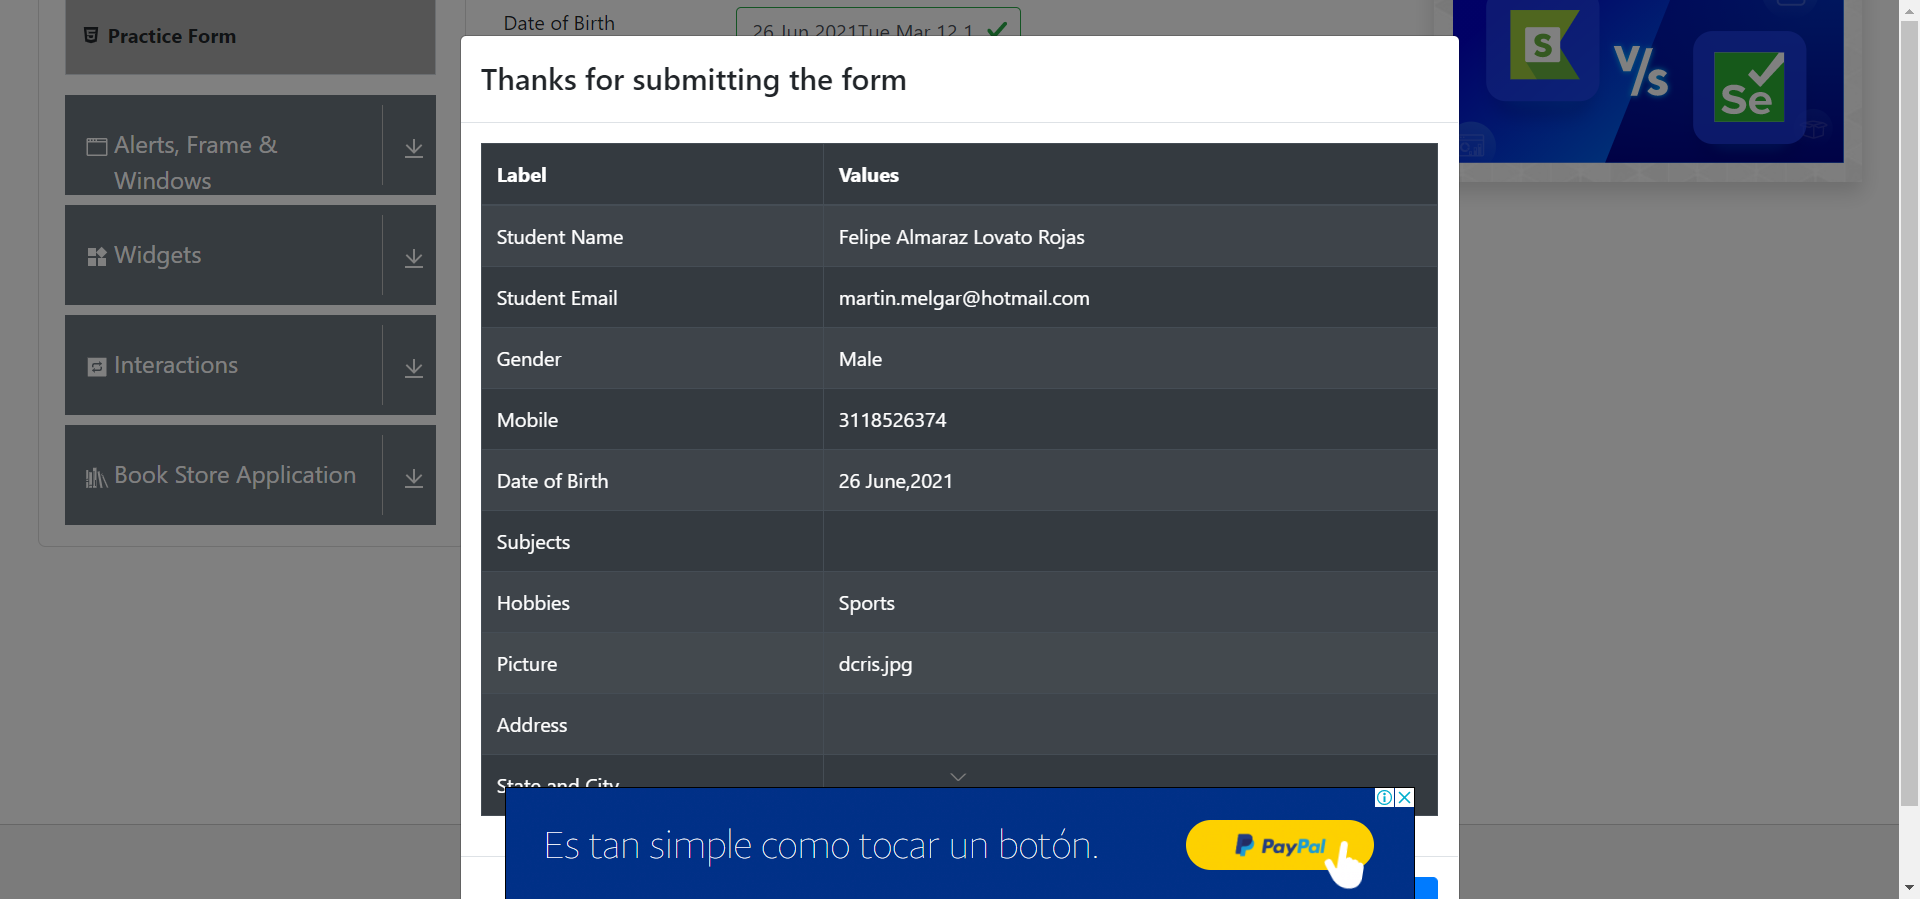 Practice Form
Alerts, Frame &
Windows
Widgets
Interactions
Book Store Application
Date of Birth
26 Jun 2021Tue Mar 12 1
Thanks for submitting the form
Label Values
Student Name Felipe Almaraz Lovato Rojas
Student Email martin.melgar@hotmail.com
Gender Male
Mobile 3118526374
Date of Birth 26 June,2021
Subjects
Hobbies Sports
Picture dcris.jpg
Address
State and City
Es tan simple como tocar un botón.
PayPal
S
V/s
Se